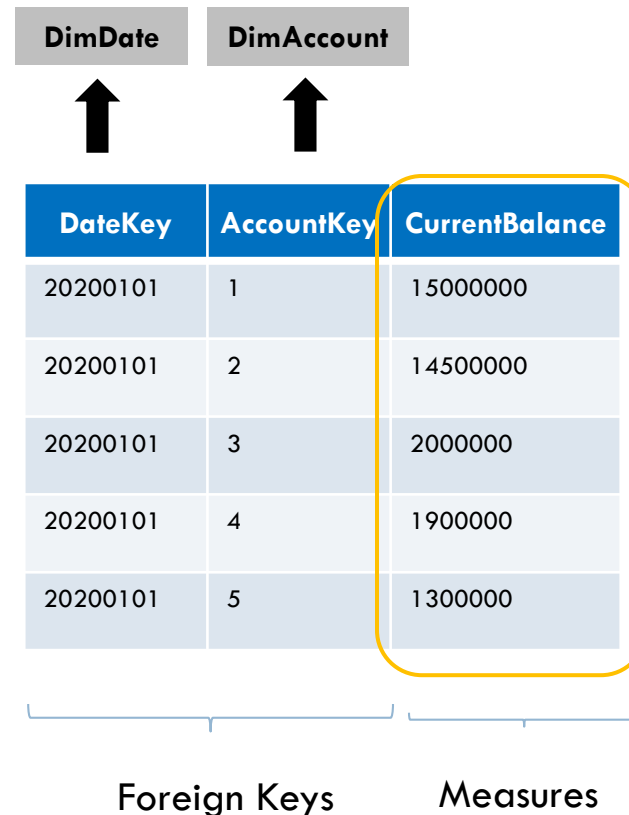 DimDate DimAccount
DateKey AccountKey CurrentBalance
20200101 1 15000000
20200101 2 14500000
20200101 3 2000000
20200101 4 1900000
20200101 5 1300000
Foreign Keys Measures